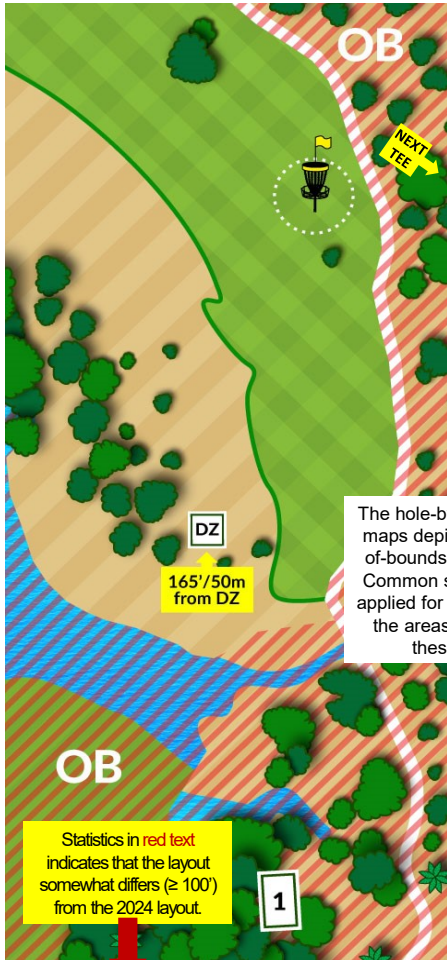 OB
NEXT
TEE
DZ
165'/50m
from DZ
The hole-b
maps depi
of-bounds
Common s
applied for
the areas
thes
OB
Statistics in red text
indicates that the layout
somewhat differs (≥ 100')
from the 2024 layout.
1